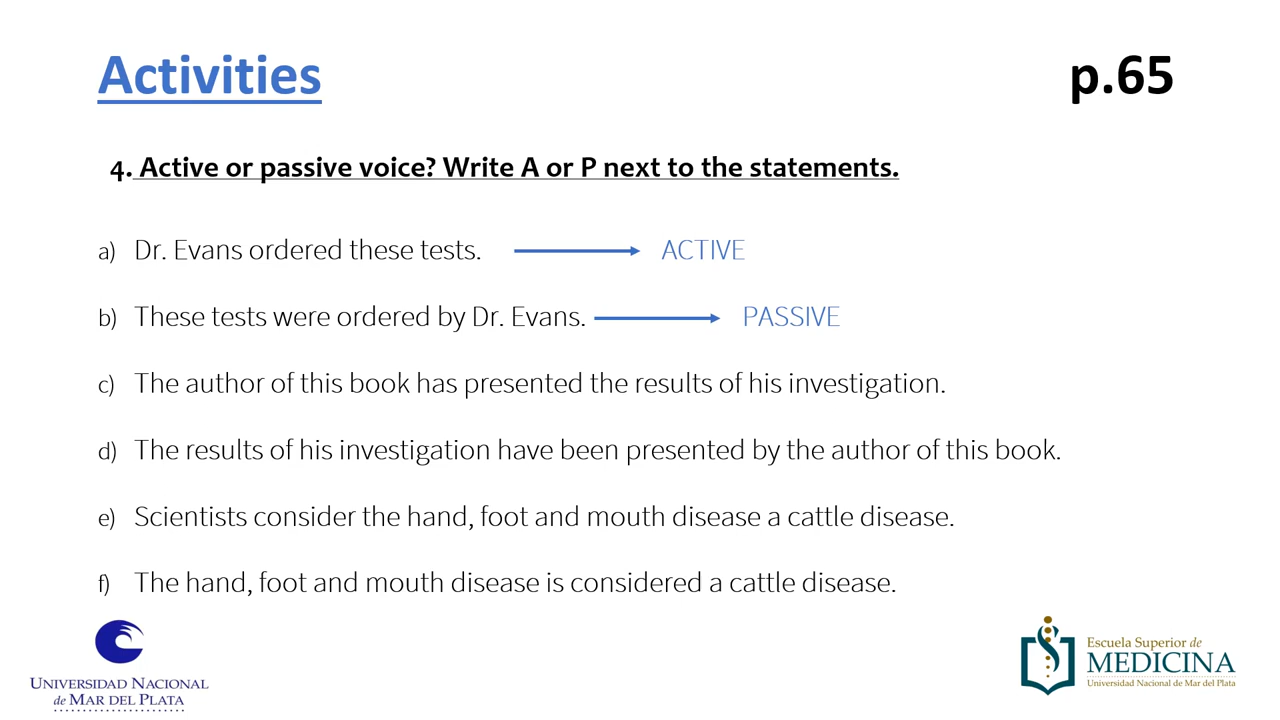 Activities p.65
4. Active or passive voice? Write A or P next to the statements.
a) Dr. Evans ordered these tests. ACTIVE
b) These tests were ordered by Dr. Evans. PASSIVE
c) The author of this book has presented the results of his investigation.
d) The results of his investigation have been presented by the author of this book.
e) Scientists consider the hand, foot and mouth disease a cattle disease.
f) The hand, foot and mouth disease is considered a cattle disease.
UNIVERSIDAD NACIONAL
de MAR DEL PLATA
Escuela Superior de
MEDICINA
Universidad Nacional de Mar del Plata